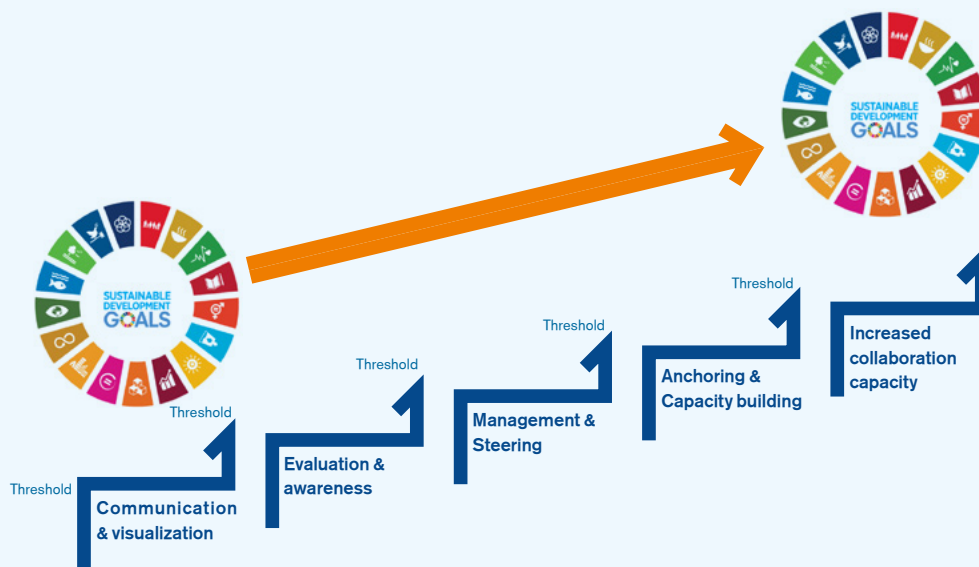 SUSTAINABLE
DEVELOPMENT
GOALS
SUSTAINABLE
DEVELOPMENT
GOALS
Threshold
Communication
& visualization
Threshold
Evaluation &
awareness
Threshold
Management &
Steering
Threshold
Anchoring &
Capacity building
Threshold
Increased
collaboration
capacity